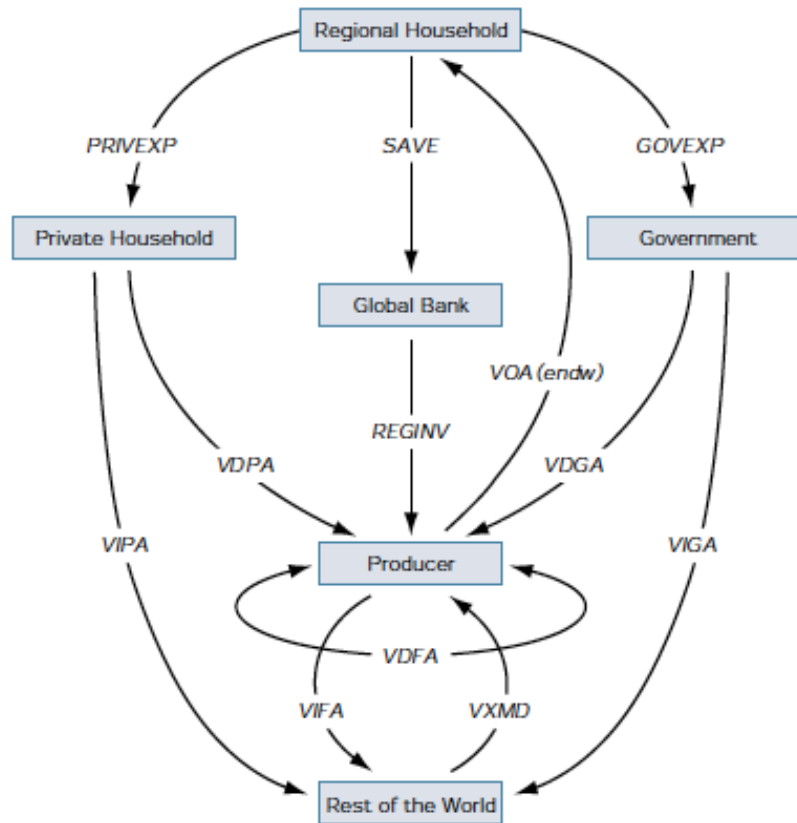 Regional Household
PRIVEXP
SAVE
GOVEXP
Private Household
Government
Global Bank
VOA (endw)
REGINV
VDPA
VDGA
VIPA
VIGA
Producer
VDFA
VIFA
VXMD
Rest of the World